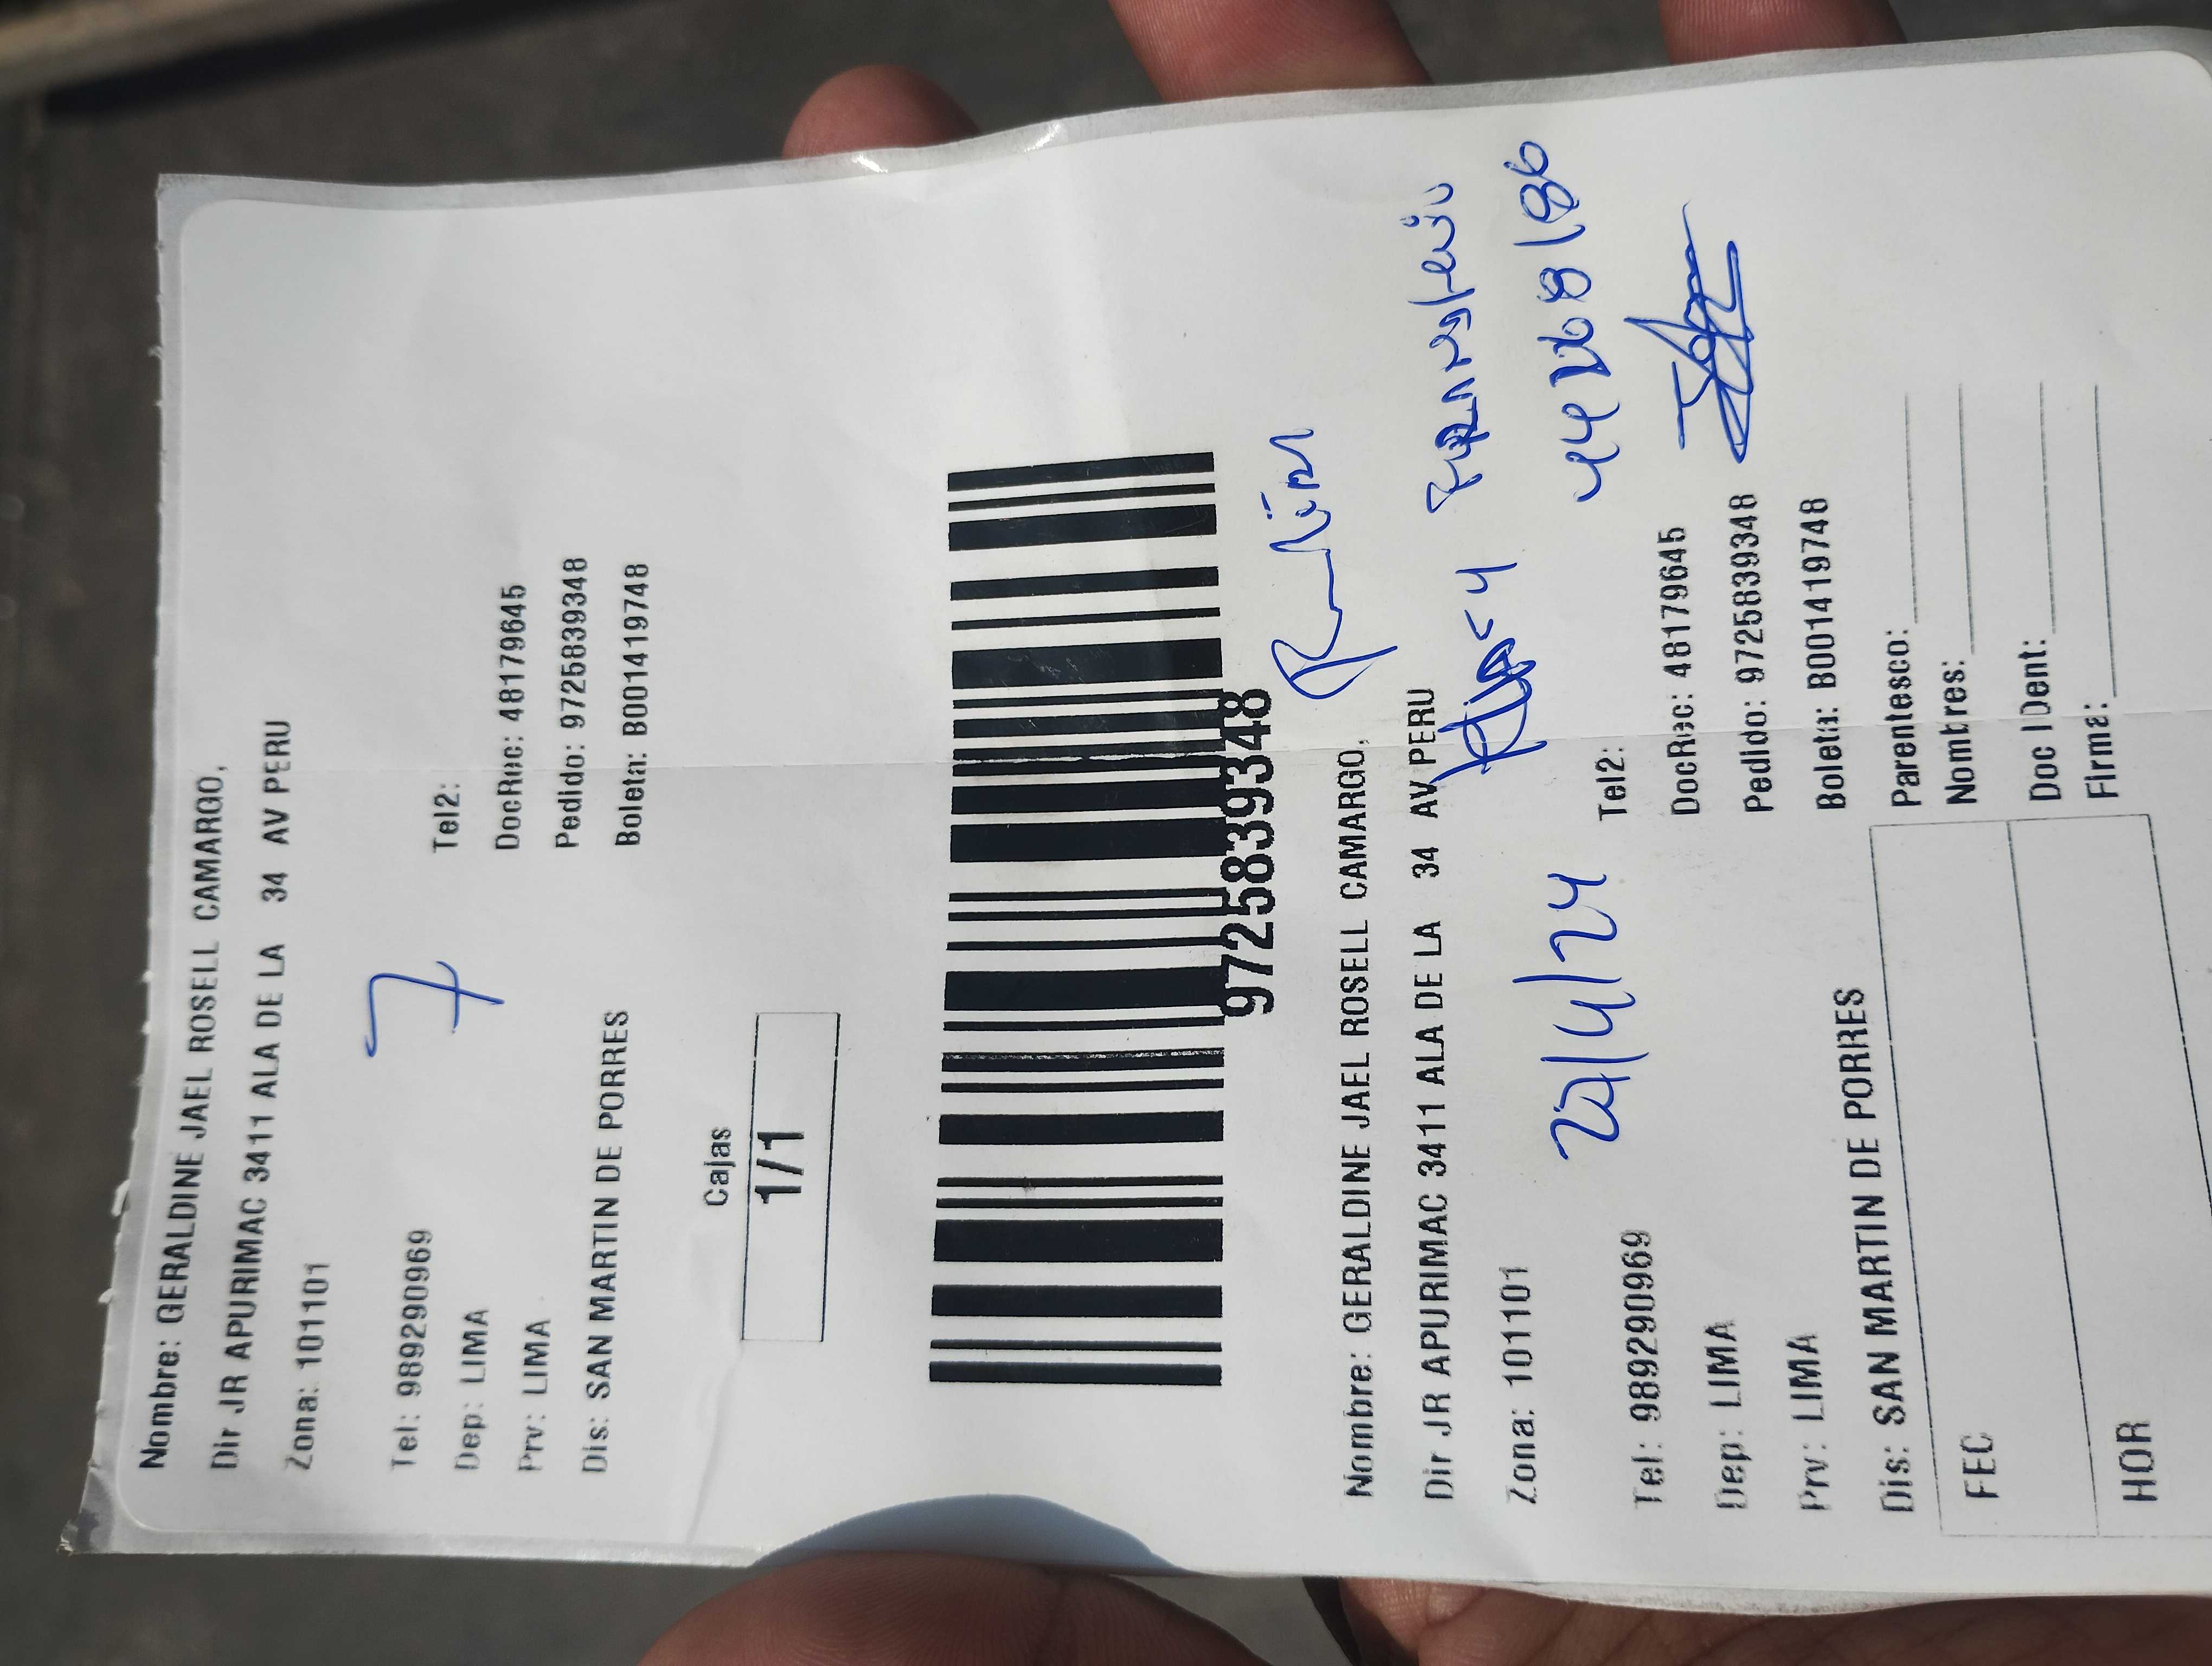 Nombre: GERALDINE JAEL ROSELL CAMARGO,
Dir JR APURIMAC 3411 ALA DE LA 34 AV PERU
Zona: 101101
7
Tel: 989290969 Tel2:
Dep: LIMA DocRec: 48179645
Prv: LIMA Pedido: 9725839348
Dis: SAN MARTIN DE PORRES Boleta: B001419748
Cajas
1/1
9725839348
Nombre: GERALDINE JAEL ROSELL CAMARGO,
Dir JR APURIMAC 3411 ALA DE LA 34 AV PERU
Zona: 101101
22/4/24
Tel: 989290969 Tel2:
Dep: LIMA DocRec: 48179645
Prv: LIMA Pedido: 9725839348
Dis: SAN MARTIN DE PORRES Boleta: B001419748
FEC Parentesco:
Nombres:
HOR Doc IDent:
Firma: